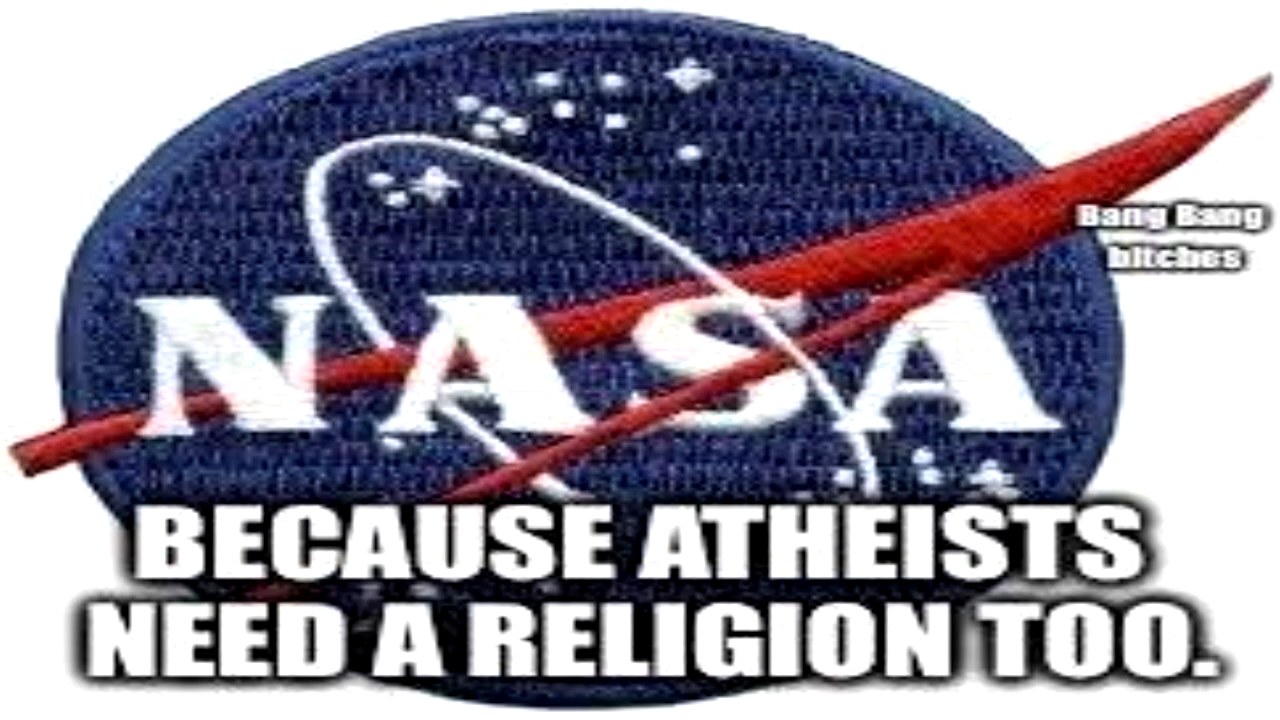 NASA
Bang Bang
bitches
BECAUSE ATHEISTS
NEED A RELIGION TOO.